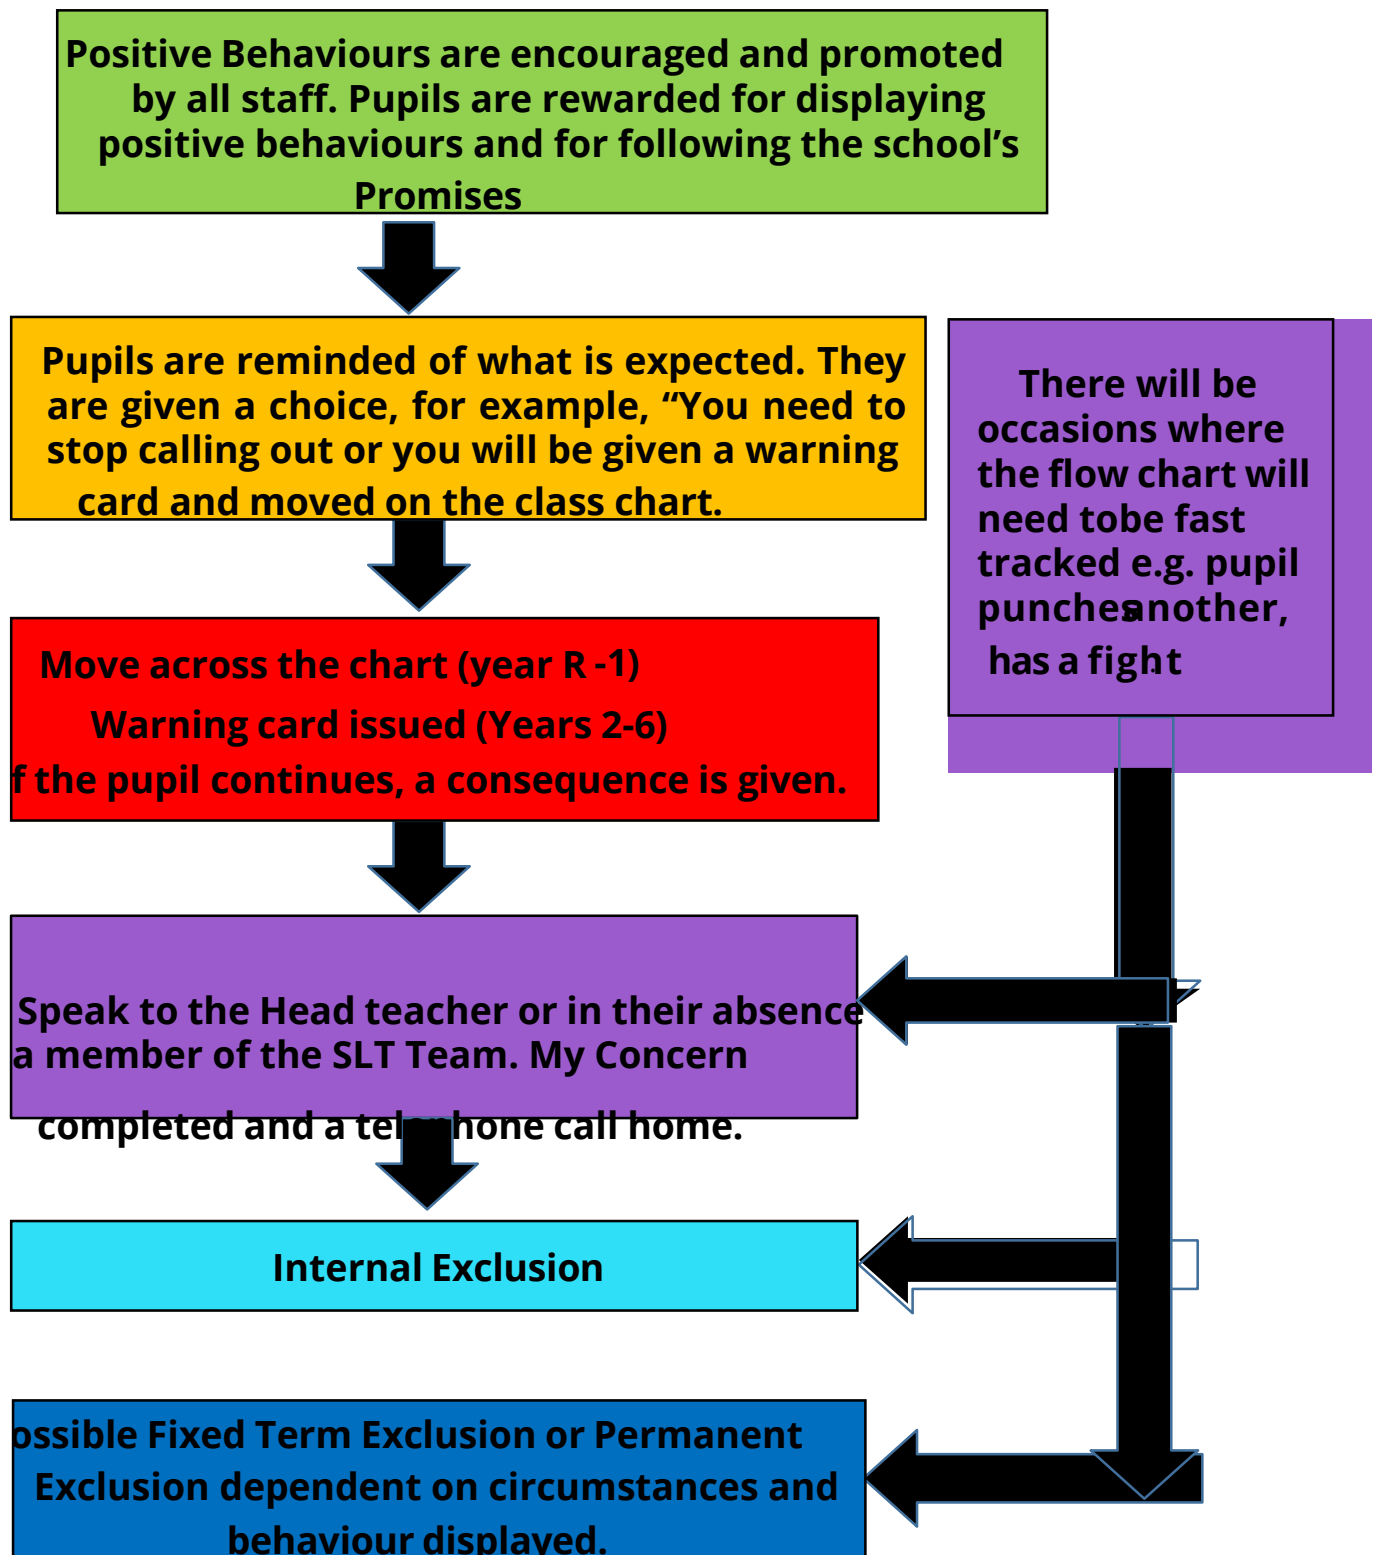 Positive Behaviours are encouraged and promoted
by all staff. Pupils are rewarded for displaying
positive behaviours and for following the school’s
Promises
Pupils are reminded of what is expected. They
are given a choice, for example, “You need to
stop calling out or you will be given a warning
card and moved on the class chart.
There will be
occasions where
the flow chart will
need tobe fast
tracked e.g. pupil
punches another,
has a fight
Move across the chart (year R -1)
Warning card issued (Years 2-6)
f the pupil continues, a consequence is given.
Speak to the Head teacher or in their absence
a member of the SLT Team. My Concern
completed and a telephone call home.
Internal Exclusion
ossible Fixed Term Exclusion or Permanent
Exclusion dependent on circumstances and
behaviour displayed.